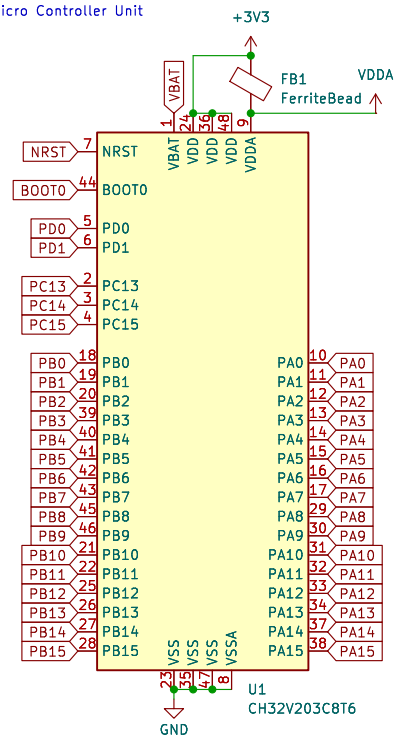 icro Controller Unit
+3V3
FB1
FerriteBead
VDDA
VBAT
1 24 36 48 9
VBAT VDD VDD VDD VDDA
NRST 7 NRST
BOOT0 44 BOOT0
PD0 5 PD0
PD1 6 PD1
PC13 2 PC13
PC14 3 PC14
PC15 4 PC15
PB0 18 PB0 PA0 10 PA0
PB1 19 PB1 PA1 11 PA1
PB2 20 PB2 PA2 12 PA2
PB3 39 PB3 PA3 13 PA3
PB4 40 PB4 PA4 14 PA4
PB5 41 PB5 PA5 15 PA5
PB6 42 PB6 PA6 16 PA6
PB7 43 PB7 PA7 17 PA7
PB8 45 PB8 PA8 29 PA8
PB9 46 PB9 PA9 30 PA9
PB10 21 PB10 PA10 31 PA10
PB11 22 PB11 PA11 32 PA11
PB12 25 PB12 PA12 33 PA12
PB13 26 PB13 PA13 34 PA13
PB14 27 PB14 PA14 37 PA14
PB15 28 PB15 PA15 38 PA15
VSS VSS VSS VSSA
23 35 47 8
U1
CH32V203C8T6
GND